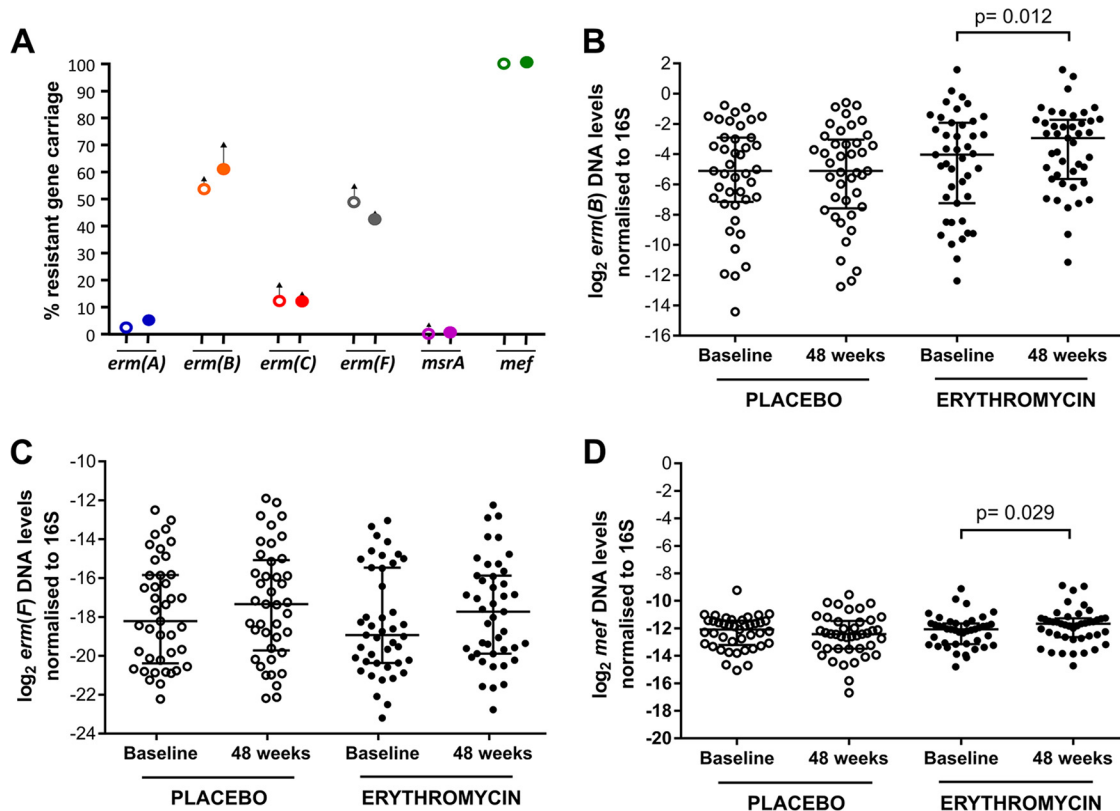 A
% resistant gene carriage
100
90
80
70
60
50
40
30
20
10
0
erm(A) erm(B) erm(C) erm(F) msrA mef
B
p= 0.012
log2 erm(B) DNA levels
normalised to 16S
2
0
-2
-4
-6
-8
-10
-12
-14
-16
Baseline 48 weeks Baseline 48 weeks
PLACEBO ERYTHROMYCIN
C
log2 erm(F) DNA levels
normalised to 16S
-10
-12
-14
-16
-18
-20
-22
-24
Baseline 48 weeks Baseline 48 weeks
PLACEBO ERYTHROMYCIN
D
p= 0.029
log2 mef DNA levels
normalised to 16S
0
-2
-4
-6
-8
-10
-12
-14
-16
-18
-20
Baseline 48 weeks Baseline 48 weeks
PLACEBO ERYTHROMYCIN